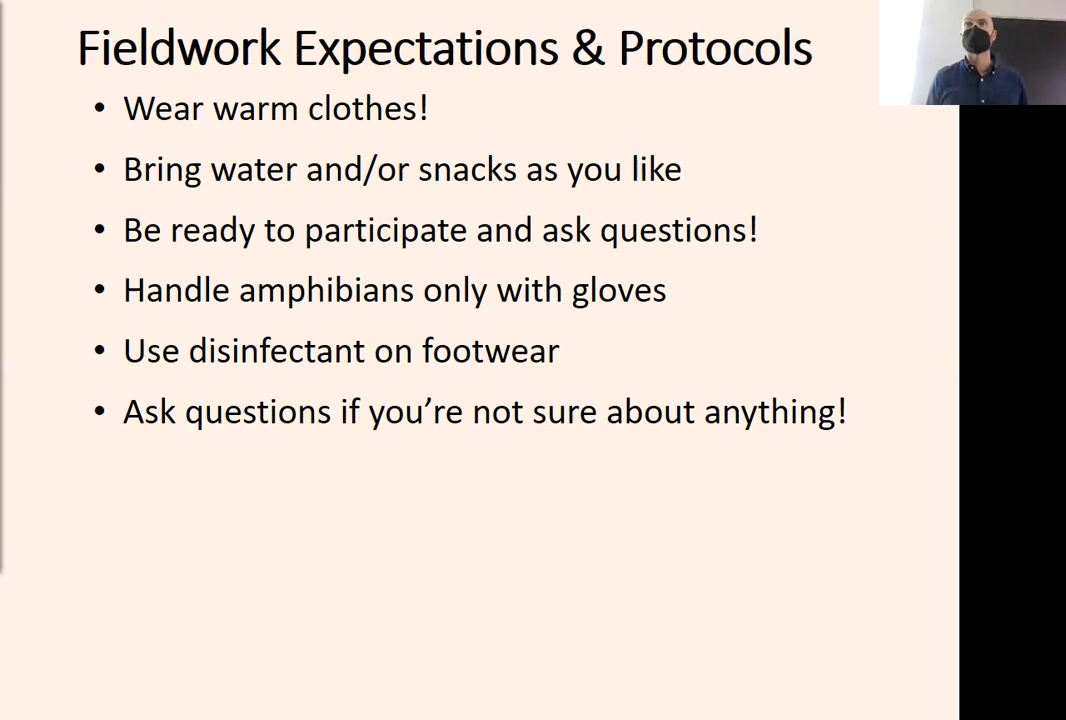 Fieldwork Expectations & Protocols
• Wear warm clothes!
• Bring water and/or snacks as you like
• Be ready to participate and ask questions!
• Handle amphibians only with gloves
• Use disinfectant on footwear
• Ask questions if you’re not sure about anything!